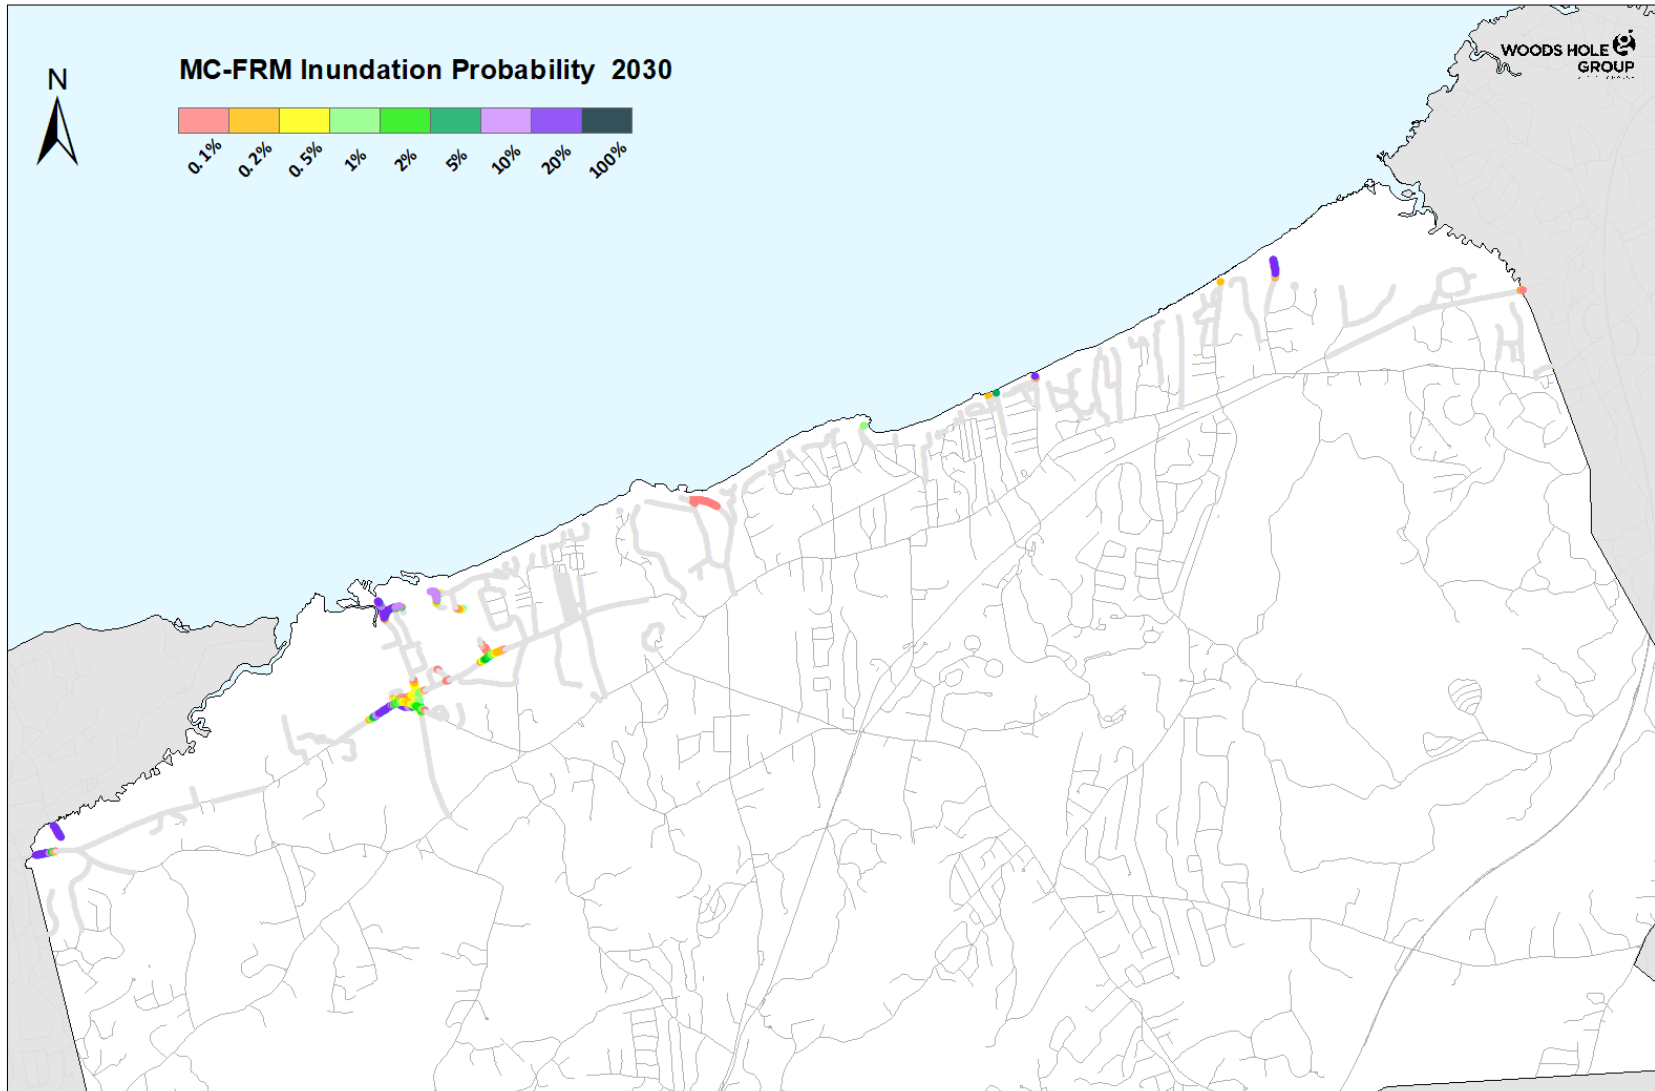 WOODS HOLE
GROUP
N
MC-FRM Inundation Probability 2030
0.1% 0.2% 0.5% 1% 2% 5% 10% 20% 100%